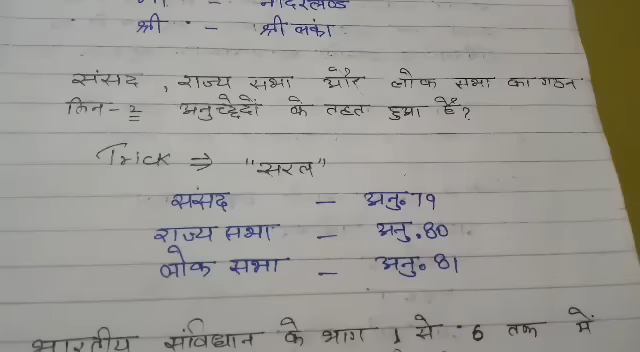 श्री - श्री लंका
संसद, राज्य सभा और लोक सभा का गठन
किन-2 अनुच्छेदों के तहत हुआ है?
Trick ⇒ "सरल"
संसद - अनु. 79
राज्य सभा - अनु. 80
लोक सभा - अनु. 81
भारतीय संविधान के भाग 1 से 6 तक में